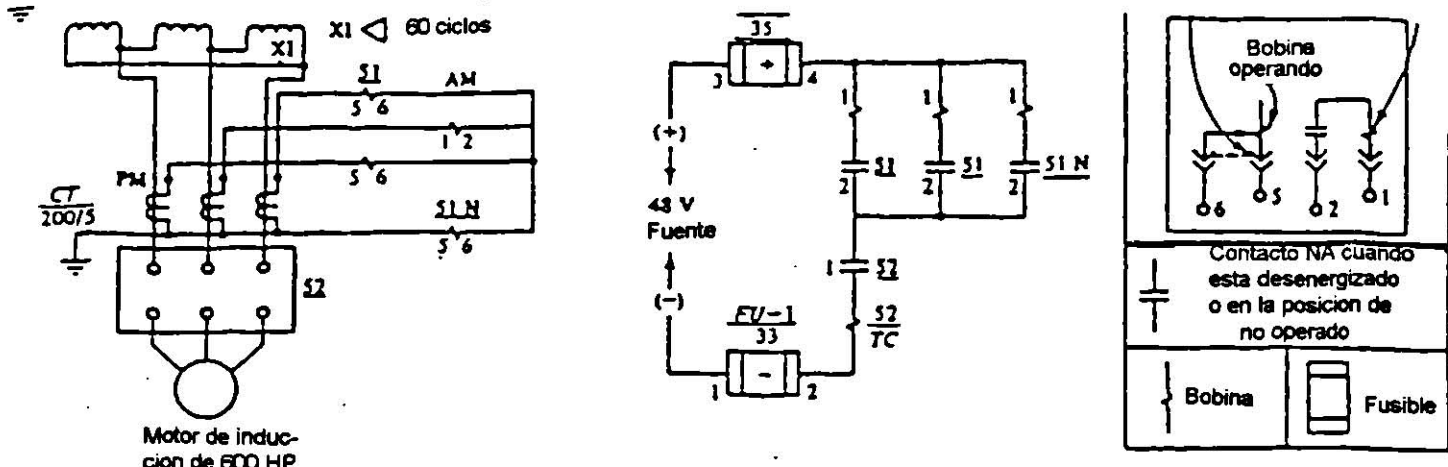 X1
X1
60 ciclos
51
5 6
AM
1 2
5 6
PM
CT
200/5
51 N
5 6
52
Motor de induc-
cion de 600 HP
35
3
+
4
1
1
1
(+)
51
51
51 N
2
2
2
48 V
Fuente
1
52
(-)
FU-1
33
52
TC
1
-
2
Bobina
operando
6
5
2
1
Contacto NA cuando
esta desenergizado
o en la posicion de
no operado
Bobina
Fusible